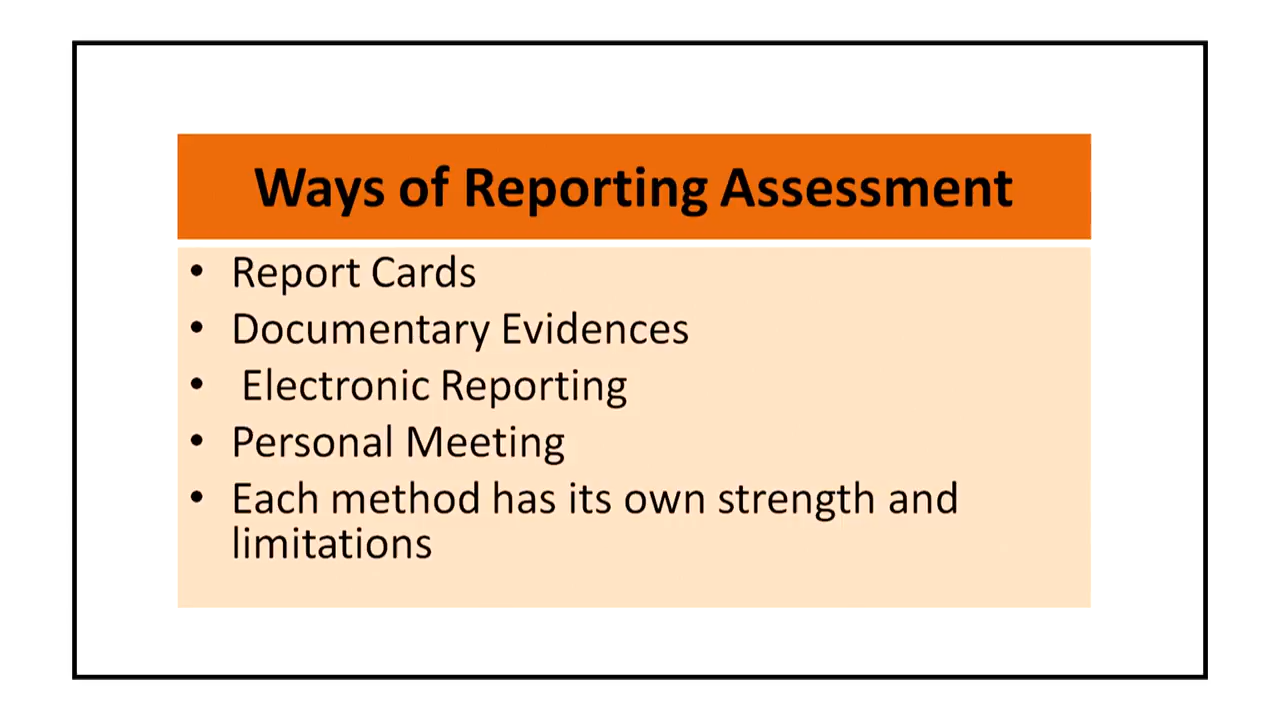 Ways of Reporting Assessment
• Report Cards
• Documentary Evidences
• Electronic Reporting
• Personal Meeting
• Each method has its own strength and
limitations